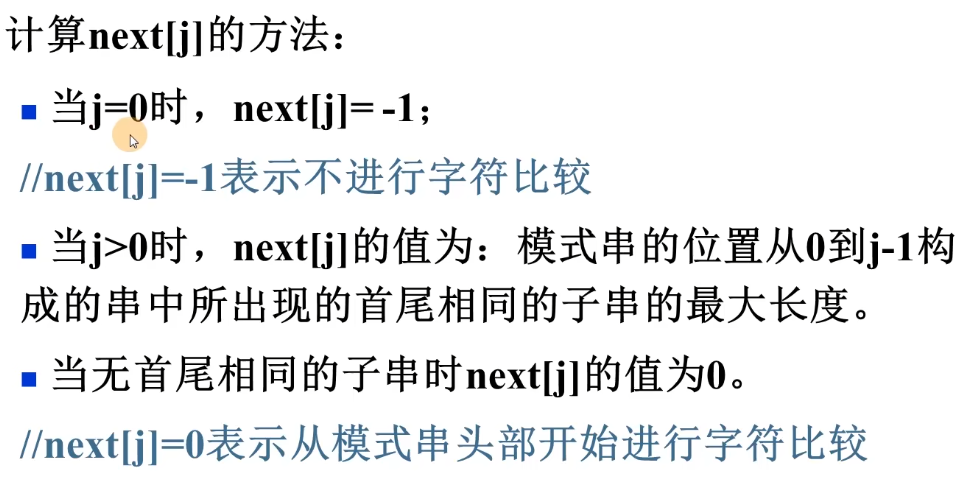 计算next[j]的方法：
当j=0时，next[j]= -1；
//next[j]=-1表示不进行字符比较
当j>0时，next[j]的值为：模式串的位置从0到j-1构
成的串中所出现的首尾相同的子串的最大长度。
当无首尾相同的子串时next[j]的值为0。
//next[j]=0表示从模式串头部开始进行字符比较